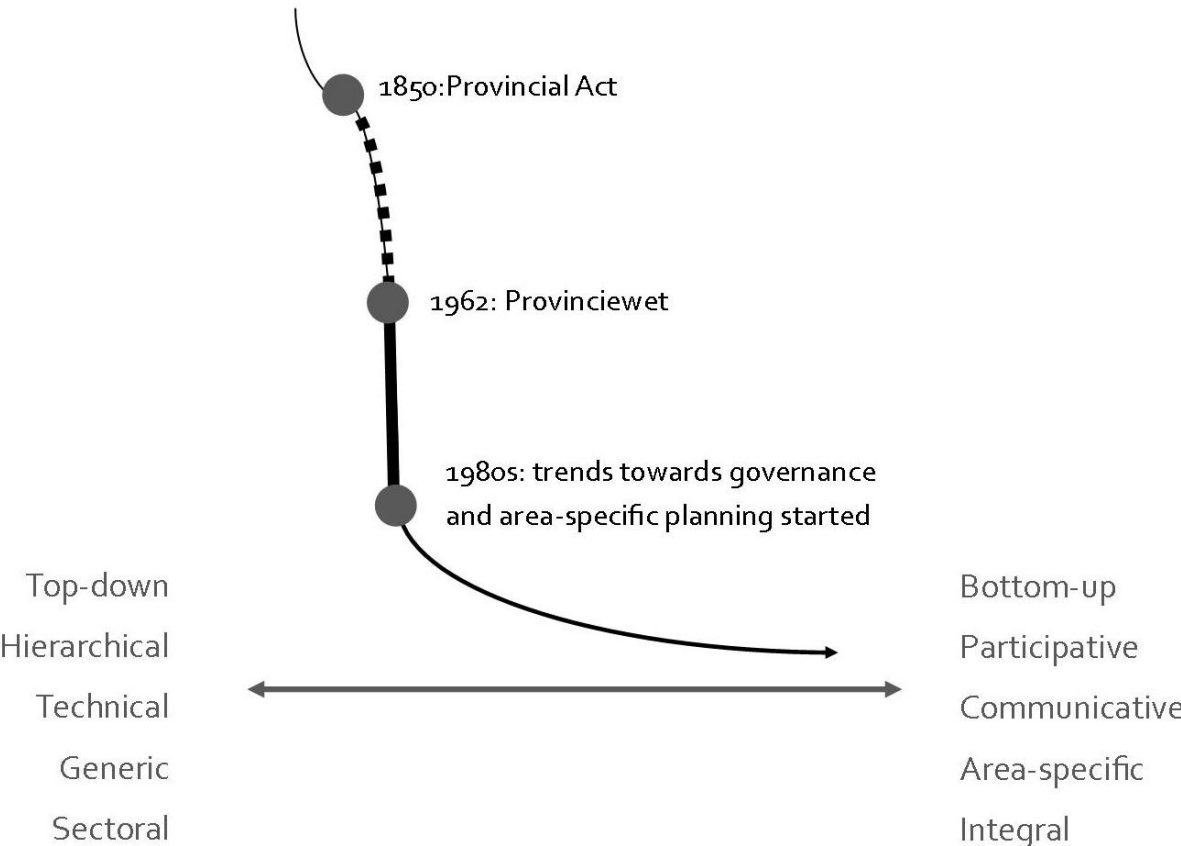 1850:Provincial Act
1962: Provinciewet
1980s: trends towards governance
and area-specific planning started
Top-down
Hierarchical
Technical
Generic
Sectoral
Bottom-up
Participative
Communicative
Area-specific
Integral